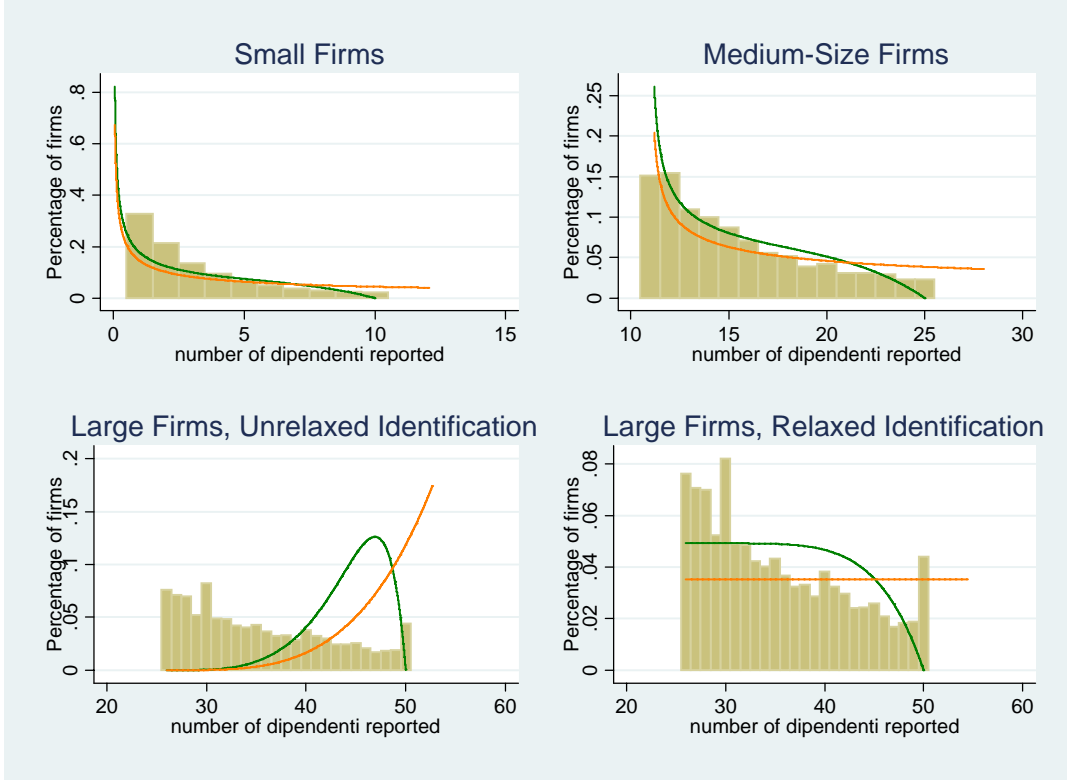 Small Firms
Percentage of firms
0 .2 .4 .6 .8
0 5 10 15
number of dipendenti reported
Medium-Size Firms
Percentage of firms
0 .05 .1 .15 .2 .25
10 15 20 25 30
number of dipendenti reported
Large Firms, Unrelaxed Identification
Percentage of firms
0 .05 .1 .15 .2
20 30 40 50 60
number of dipendenti reported
Large Firms, Relaxed Identification
Percentage of firms
0 .02 .04 .06 .08
20 30 40 50 60
number of dipendenti reported